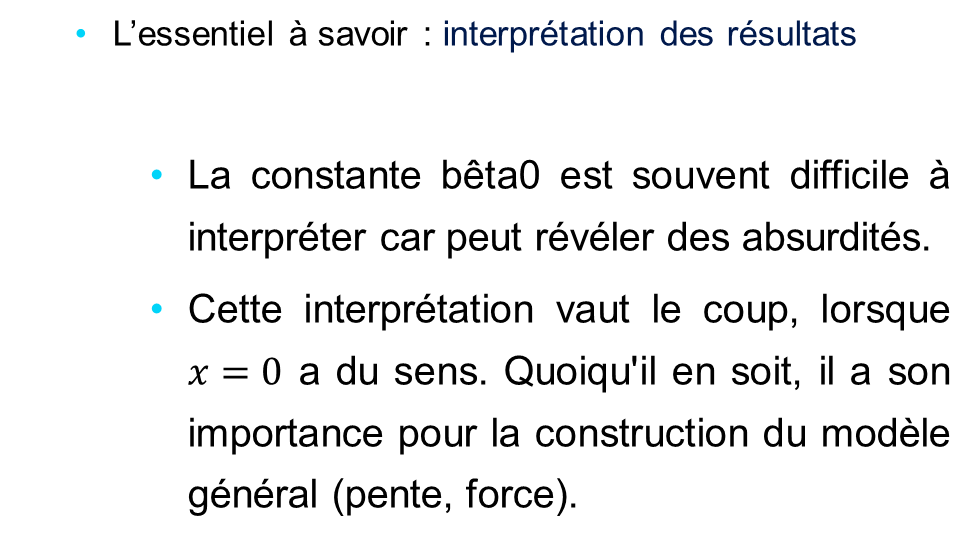 • L’essentiel à savoir : interprétation des résultats
• La constante bêta0 est souvent difficile à
interpréter car peut révéler des absurdités.
• Cette interprétation vaut le coup, lorsque
𝑥 = 0 a du sens. Quoiqu'il en soit, il a son
importance pour la construction du modèle
général (pente, force).